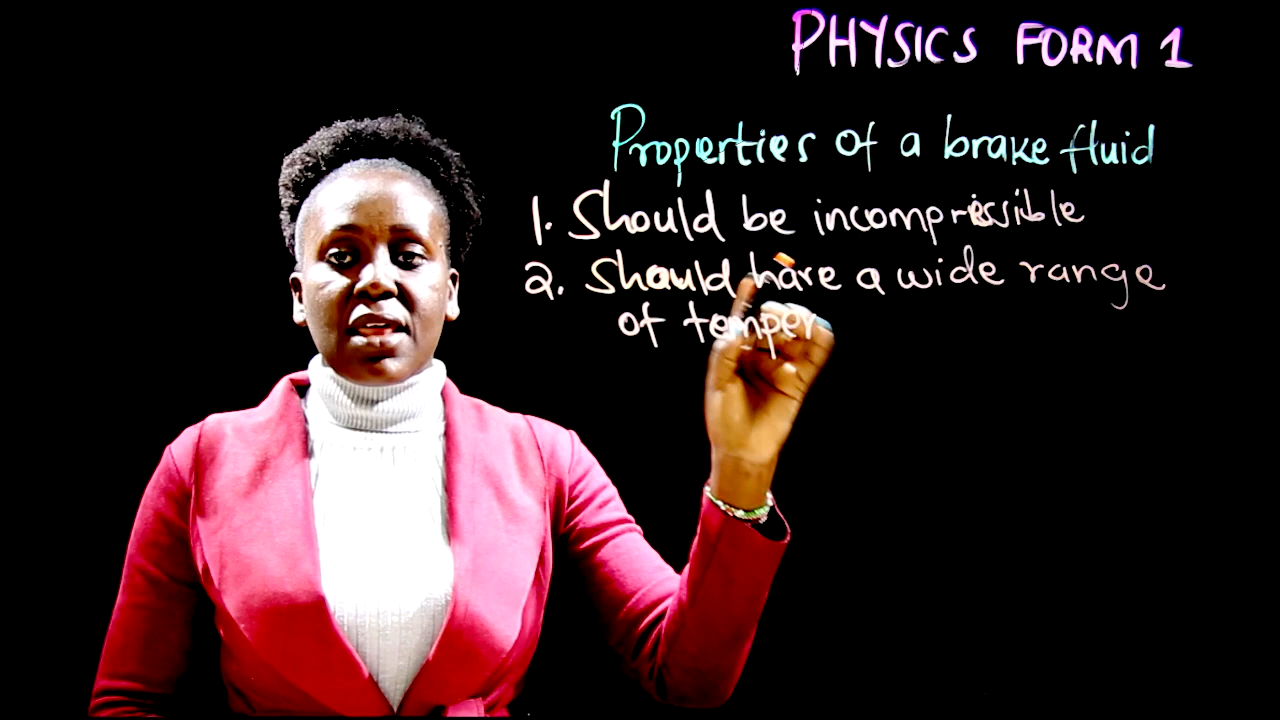 PHYSICS FORM 1
Properties of a brake fluid
1. Should be incompressible
2. Should have a wide range
of temper